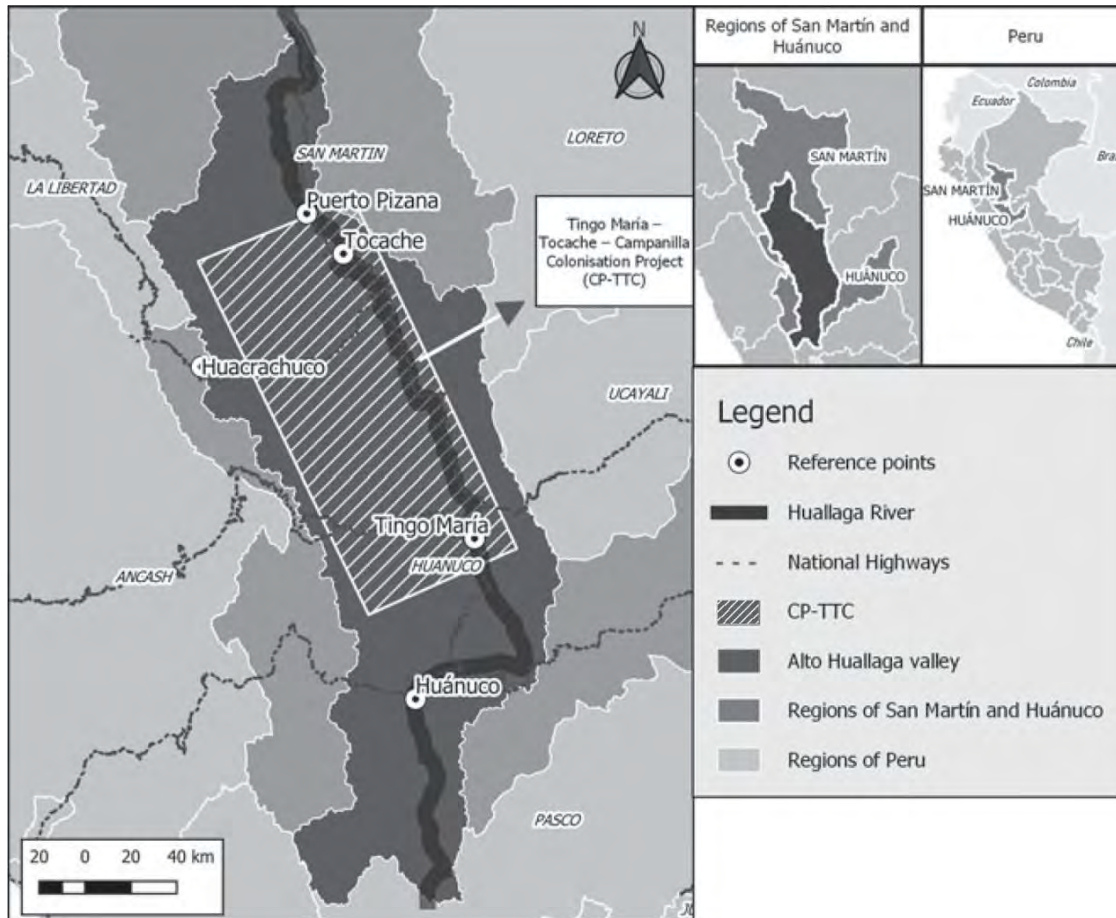 N
SAN MARTIN
LORETO
LA LIBERTAD
Puerto Pizana
Tocache
Tingo María –
Tocache – Campanilla
Colonisation Project
(CP-TTC)
Huacrachuco
UCAYALI
Tingo María
HUANUCO
ANCASH
Huánuco
PASCO
20 0 20 40 km
Regions of San Martín and
Huánuco
SAN MARTÍN
HUÁNUCO
Peru
Colombia
Ecuador
Bra
SAN MARTÍN
HUÁNUCO
Chile
Legend
Reference points
Huallaga River
National Highways
CP-TTC
Alto Huallaga valley
Regions of San Martín and Huánuco
Regions of Peru